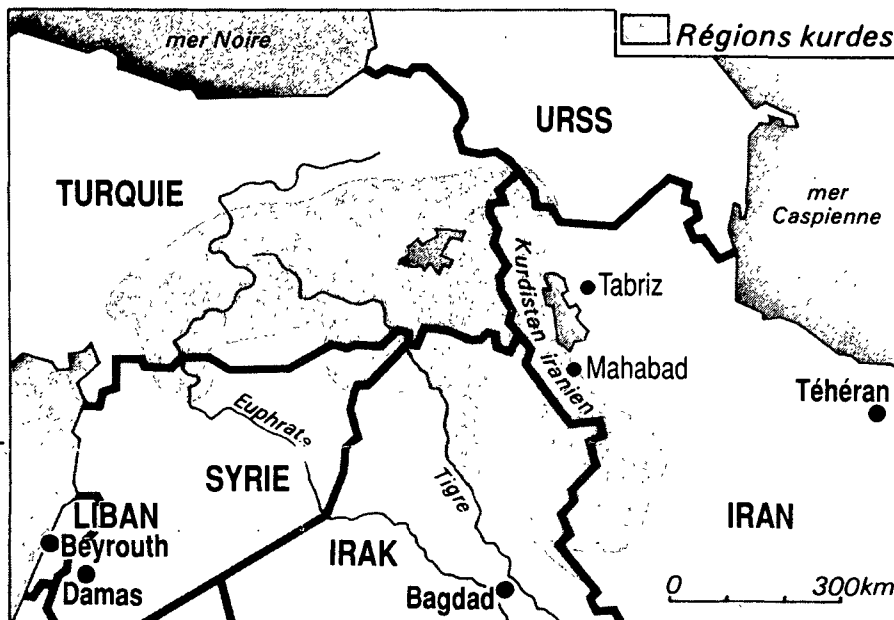 mer Noire
Régions kurdes
URSS
TURQUIE
mer
Caspienne
Kurdistan iranien
Tabriz
Mahabad
Téhéran
Euphrate
SYRIE
Tigre
LIBAN
Beyrouth
Damas
IRAK
Bagdad
IRAN
0 300km